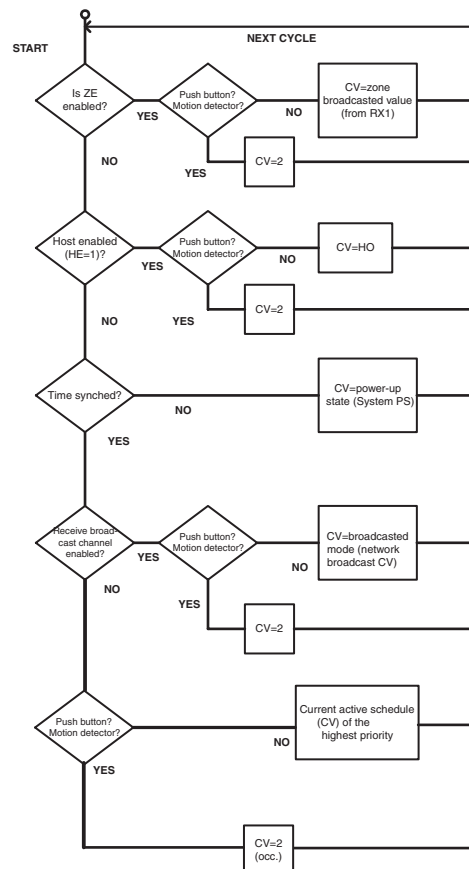 NEXT CYCLE
START
Is ZE
enabled?
YES
Push button?
Motion detector?
NO
CV=zone
broadcasted value
(from RX1)
NO
YES
CV=2
Host enabled
(HE=1)?
YES
Push button?
Motion detector?
NO
CV=HO
NO
YES
CV=2
Time synched?
NO
CV=power-up
state (System PS)
YES
Receive broad-
cast channel
enabled?
YES
Push button?
Motion detector?
NO
CV=broadcasted
mode (network
broadcast CV)
NO
YES
CV=2
Push button?
Motion detector?
NO
Current active schedule
(CV) of the
highest priority
YES
CV=2
(occ.)